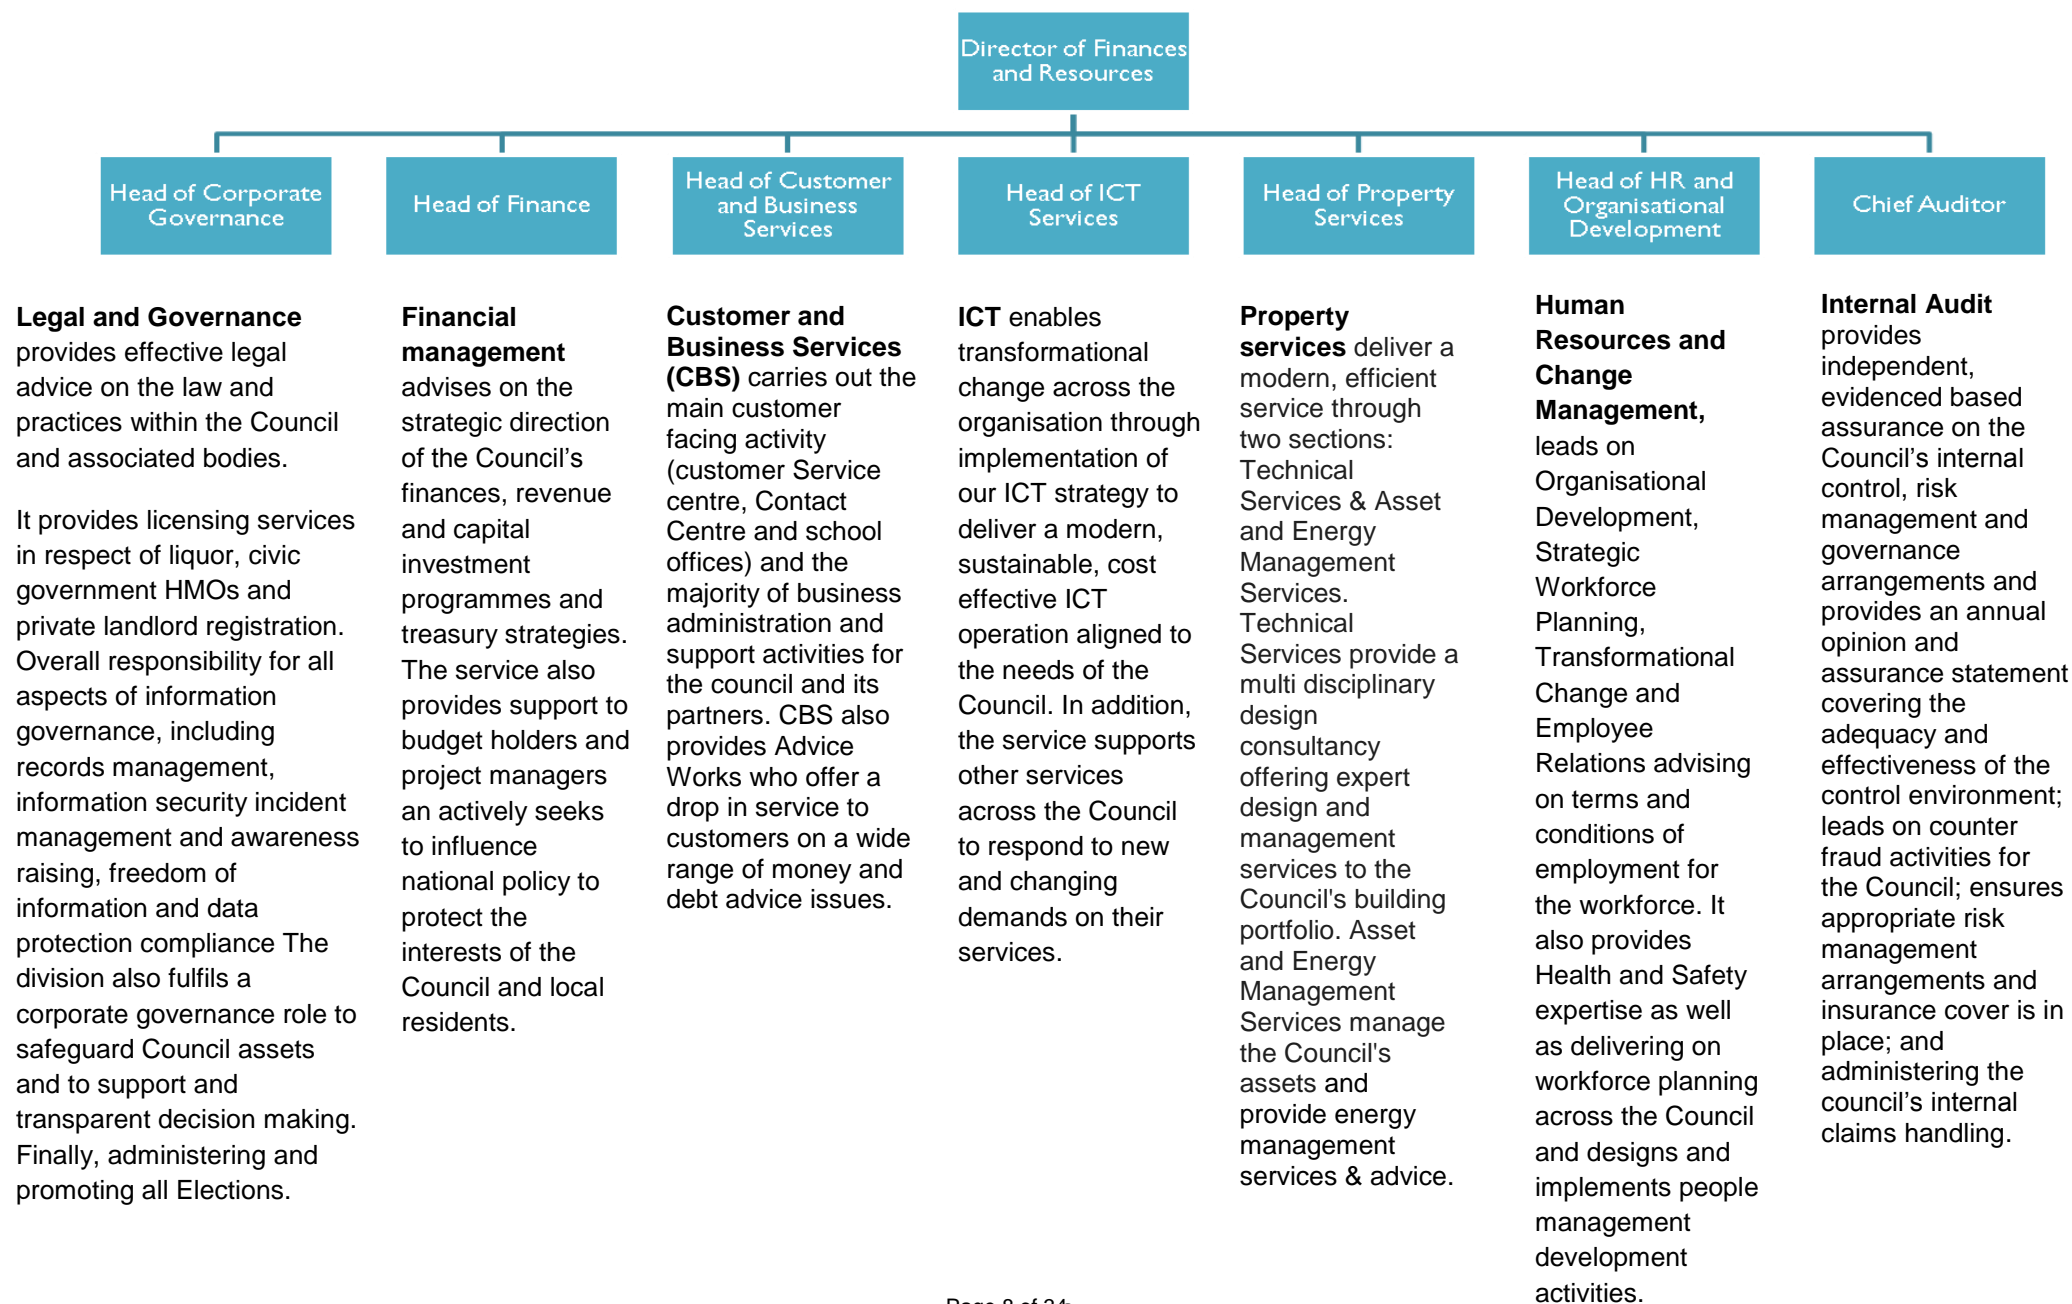 Director of Finances
and Resources
Head of Corporate
Governance
Head of Finance
Head of Customer
and Business
Services
Head of ICT
Services
Head of Property
Services
Head of HR and
Organisational
Development
Chief Auditor
Legal and Governance
provides effective legal
advice on the law and
practices within the Council
and associated bodies.
It provides licensing services
in respect of liquor, civic
government HMOs and
private landlord registration.
Overall responsibility for all
aspects of information
governance, including
records management,
information security incident
management and awareness
raising, freedom of
information and data
protection compliance The
division also fulfils a
corporate governance role to
safeguard Council assets
and to support and
transparent decision making.
Finally, administering and
promoting all Elections.
Financial
management
advises on the
strategic direction
of the Council’s
finances, revenue
and capital
investment
programmes and
treasury strategies.
The service also
provides support to
budget holders and
project managers
an actively seeks
to influence
national policy to
protect the
interests of the
Council and local
residents.
Customer and
Business Services
(CBS) carries out the
main customer
facing activity
(customer Service
centre, Contact
Centre and school
offices) and the
majority of business
administration and
support activities for
the council and its
partners. CBS also
provides Advice
Works who offer a
drop in service to
customers on a wide
range of money and
debt advice issues.
ICT enables
transformational
change across the
organisation through
implementation of
our ICT strategy to
deliver a modern,
sustainable, cost
effective ICT
operation aligned to
the needs of the
Council. In addition,
the service supports
other services
across the Council
to respond to new
and changing
demands on their
services.
Property
services deliver a
modern, efficient
service through
two sections:
Technical
Services & Asset
and Energy
Management
Services.
Technical
Services provide a
multi disciplinary
design
consultancy
offering expert
design and
management
services to the
Council's building
portfolio. Asset
and Energy
Management
Services manage
the Council's
assets and
provide energy
management
services & advice.
Human
Resources and
Change
Management,
leads on
Organisational
Development,
Strategic
Workforce
Planning,
Transformational
Change and
Employee
Relations advising
on terms and
conditions of
employment for
the workforce. It
also provides
Health and Safety
expertise as well
as delivering on
workforce planning
across the Council
and designs and
implements people
management
development
activities.
Internal Audit
provides
independent,
evidenced based
assurance on the
Council’s internal
control, risk
management and
governance
arrangements and
provides an annual
opinion and
assurance statement
covering the
adequacy and
effectiveness of the
control environment;
leads on counter
fraud activities for
the Council; ensures
appropriate risk
management
arrangements and
insurance cover is in
place; and
administering the
council’s internal
claims handling.
Page 8 of 34